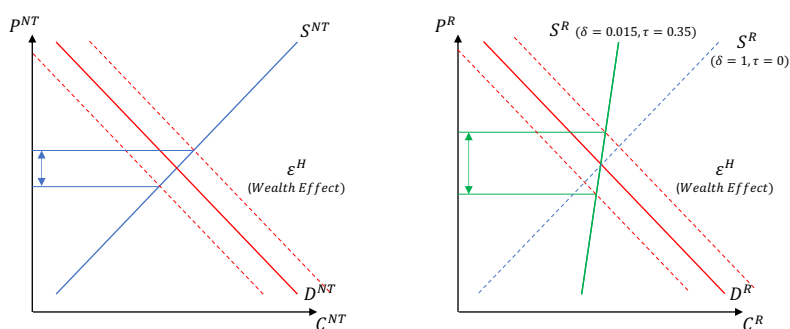 P^NT
S^NT
ε^H
(Wealth Effect)
D^NT
C^NT
P^R
S^R (δ = 0.015, τ = 0.35)
S^R
(δ = 1, τ = 0)
ε^H
(Wealth Effect)
D^R
C^R